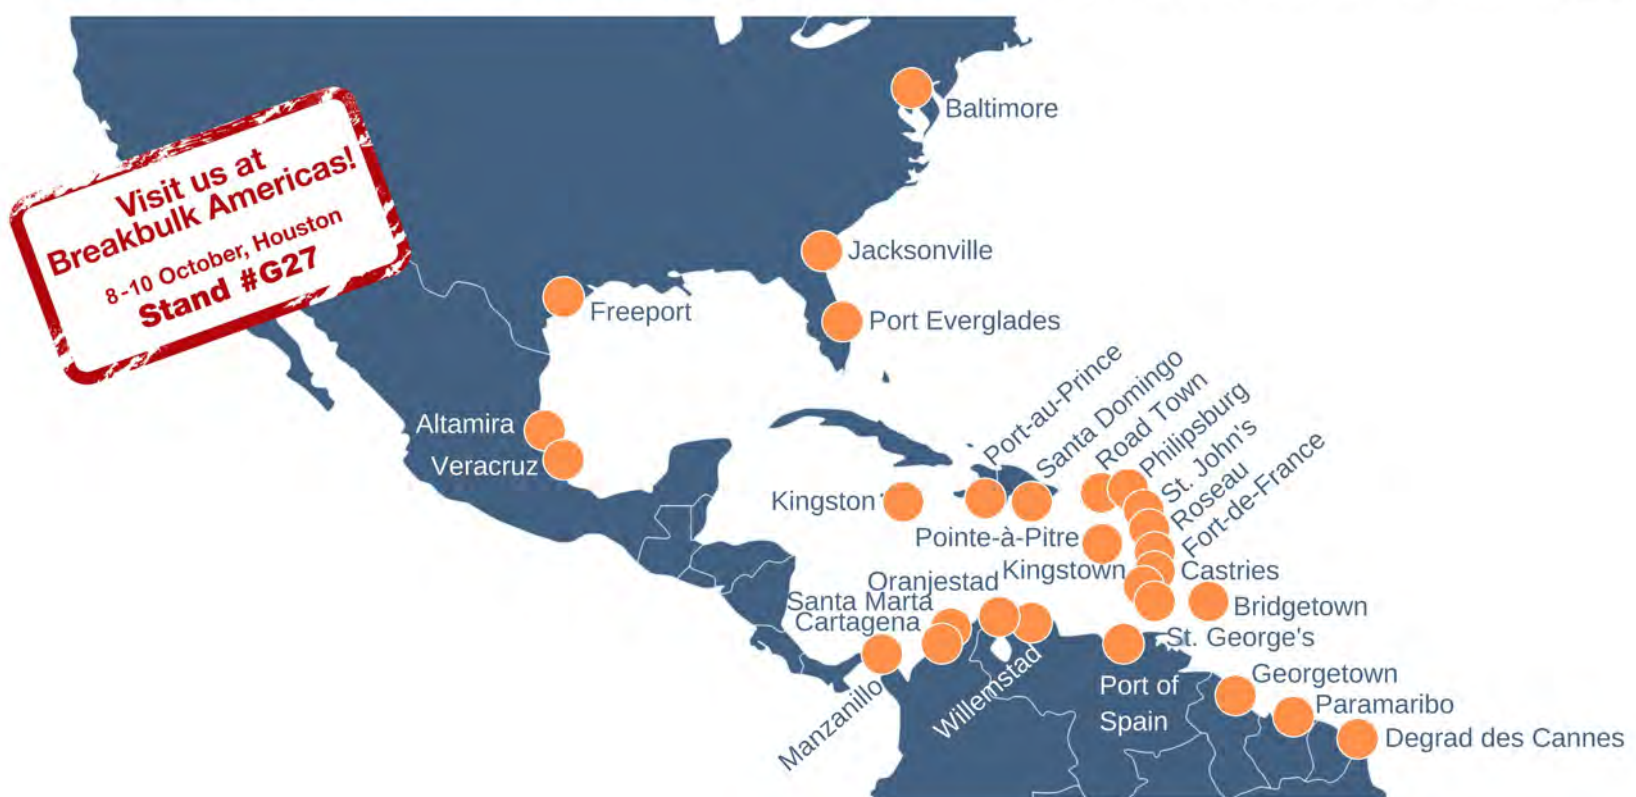 Baltimore
Visit us at
Breakbulk Americas!
8-10 October, Houston
Stand #G27
Jacksonville
Freeport
Port Everglades
Altamira
Veracruz
Kingston
Port-au-Prince
Santa Domingo
Road Town
Philipsburg
St. John's
Roseau
Fort-de-France
Pointe-à-Pitre
Kingstown
Castries
Oranjestad
Santa Marta
Cartagena
Bridgetown
St. George's
Manzanillo
Willemstad
Port of
Spain
Georgetown
Paramaribo
Degrad des Cannes